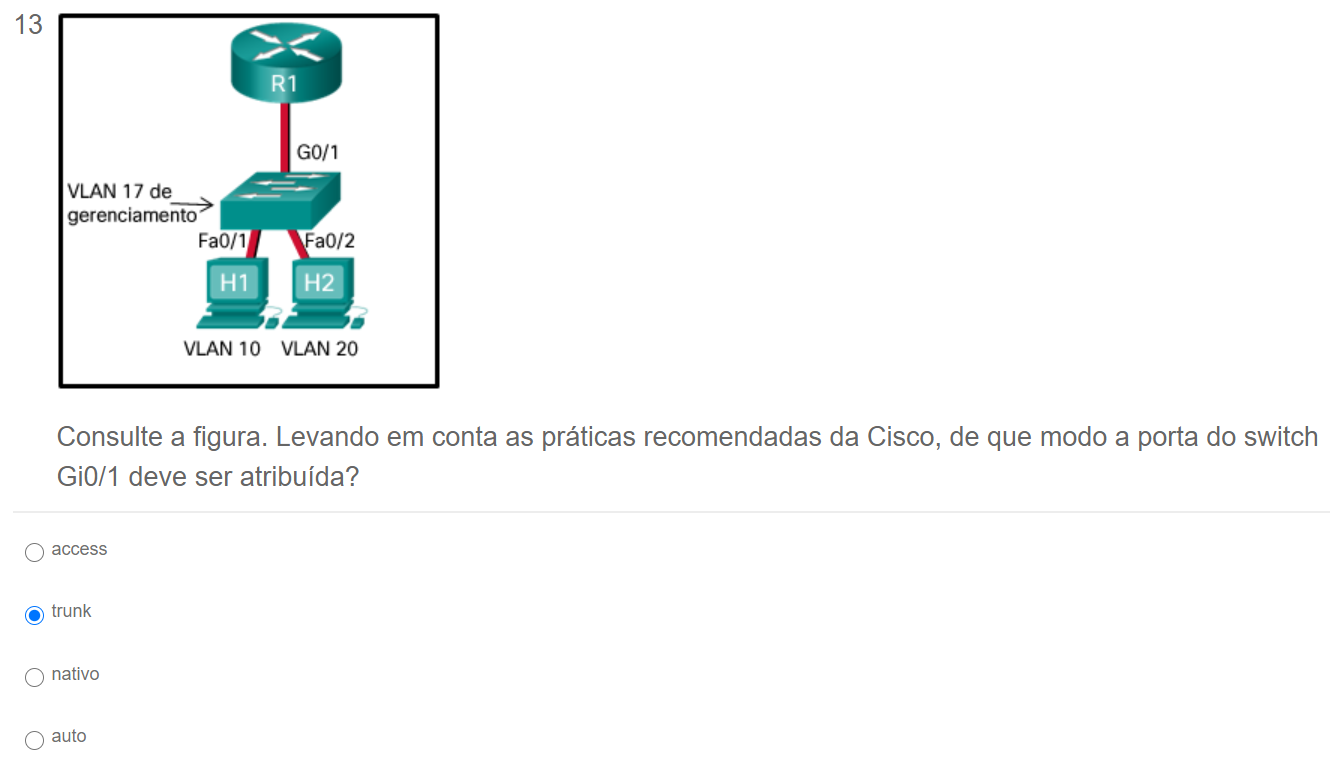 13
R1
G0/1
VLAN 17 de
gerenciamento
Fa0/1 Fa0/2
H1 H2
VLAN 10 VLAN 20
Consulte a figura. Levando em conta as práticas recomendadas da Cisco, de que modo a porta do switch
Gi0/1 deve ser atribuída?
access
trunk
nativo
auto